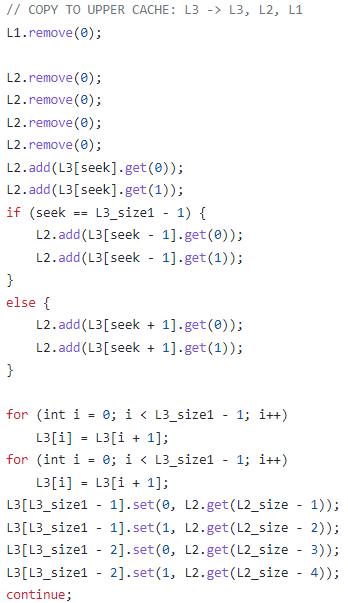 // COPY TO UPPER CACHE: L3 -> L3, L2, L1
L1.remove(0);

L2.remove(0);
L2.remove(0);
L2.remove(0);
L2.remove(0);
L2.add(L3[seek].get(0));
L2.add(L3[seek].get(1));
if (seek == L3_size1 - 1) {
    L2.add(L3[seek - 1].get(0));
    L2.add(L3[seek - 1].get(1));
}
else {
    L2.add(L3[seek + 1].get(0));
    L2.add(L3[seek + 1].get(1));
}

for (int i = 0; i < L3_size1 - 1; i++)
    L3[i] = L3[i + 1];
for (int i = 0; i < L3_size1 - 1; i++)
    L3[i] = L3[i + 1];
L3[L3_size1 - 1].set(0, L2.get(L2_size - 1));
L3[L3_size1 - 1].set(1, L2.get(L2_size - 2));
L3[L3_size1 - 2].set(0, L2.get(L2_size - 3));
L3[L3_size1 - 2].set(1, L2.get(L2_size - 4));
continue;